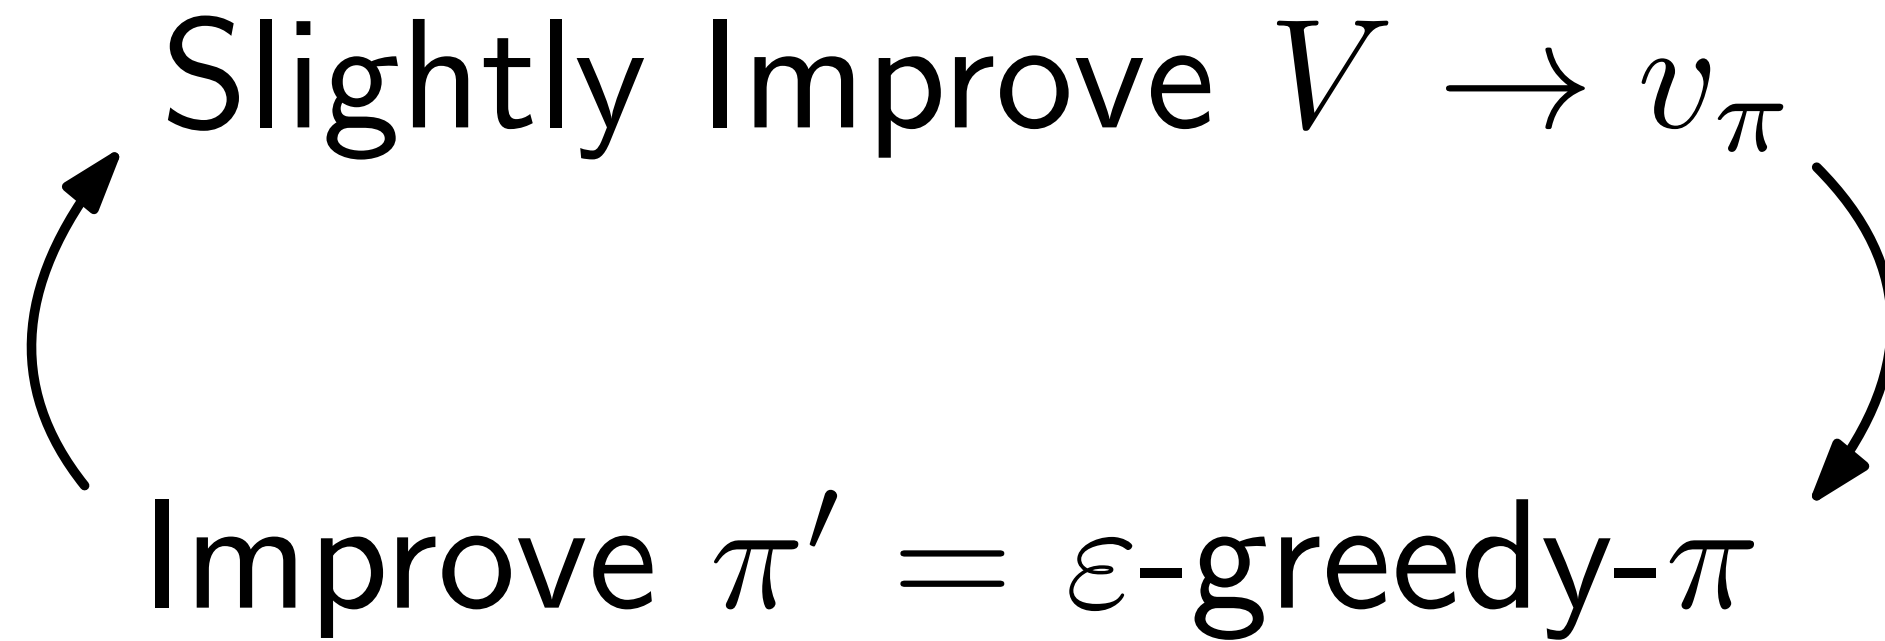 Slightly Improve V → v_π
Improve π′ = ε-greedy-π